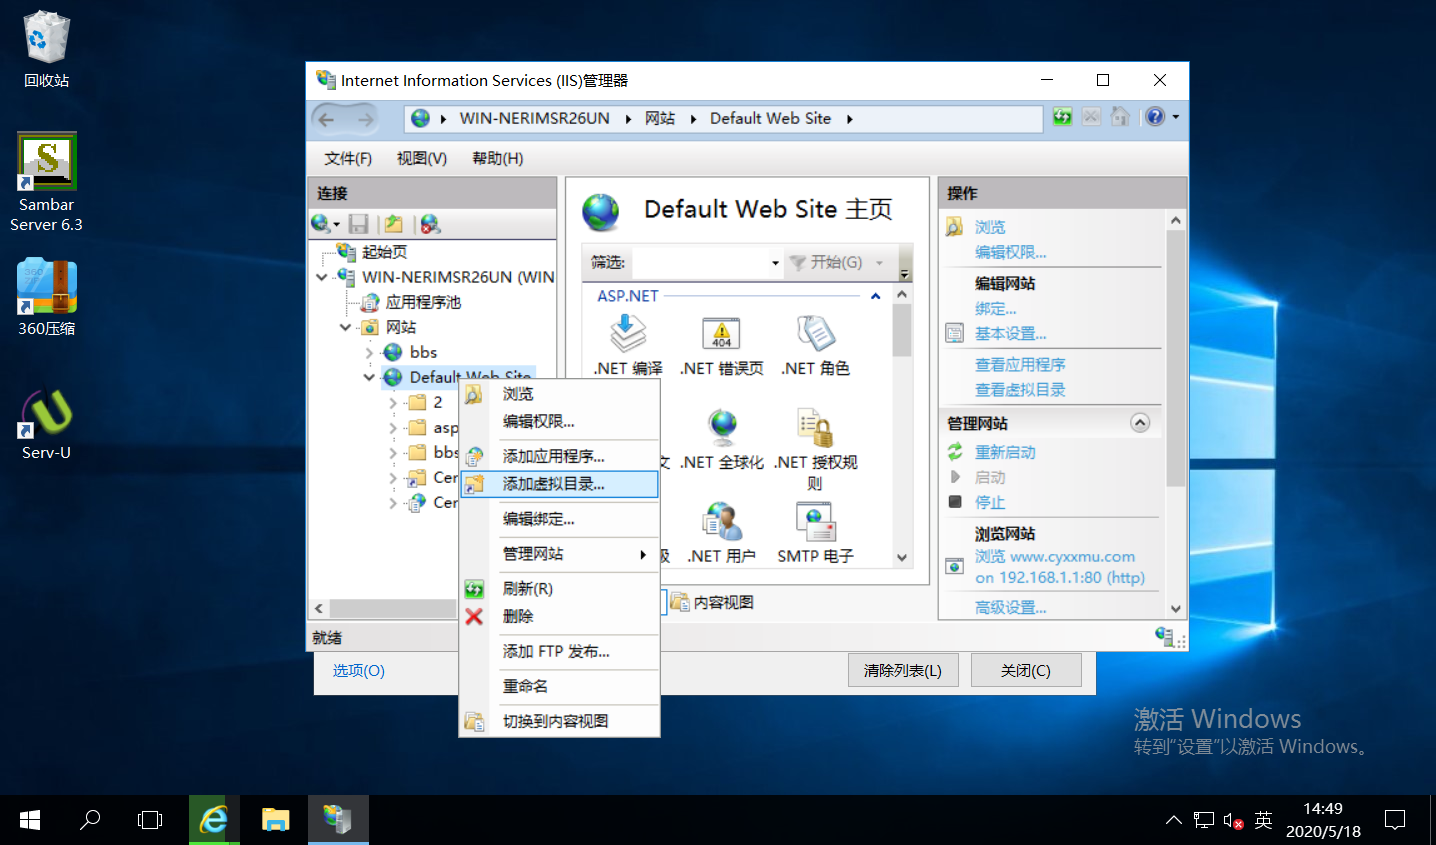 回收站
Sambar
Server 6.3
360压缩
Serv-U
Internet Information Services (IIS)管理器
WIN-NERIMSR26UN 网站 Default Web Site
文件(F) 视图(V) 帮助(H)
连接
起始页
WIN-NERIMSR26UN (WIN
应用程序池
网站
bbs
Default Web Site
2
asp
bbs
Cer
Cer
就绪
浏览
编辑权限...
添加应用程序...
添加虚拟目录...
编辑绑定...
管理网站
刷新(R)
删除
添加 FTP 发布...
重命名
切换到内容视图
Default Web Site 主页
筛选: 开始(G)
ASP.NET
.NET 编译 .NET 错误页 .NET 角色
404
文 .NET 全球化 .NET 授权规
则
级 .NET 用户 SMTP 电子
内容视图
操作
浏览
编辑权限...
编辑网站
绑定...
基本设置...
查看应用程序
查看虚拟目录
管理网站
重新启动
启动
停止
浏览网站
浏览 www.cyxxmu.com
on 192.168.1.1:80 (http)
高级设置...
选项(O) 清除列表(L) 关闭(C)
激活 Windows
转到"设置"以激活 Windows。
英
14:49
2020/5/18